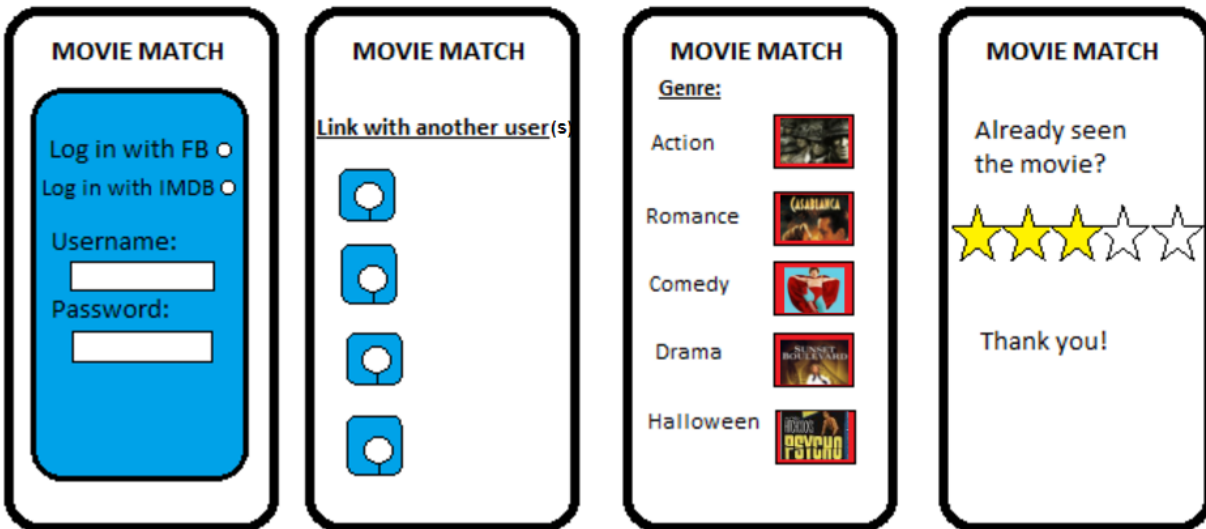 MOVIE MATCH
Log in with FB
Log in with IMDB
Username:
Password:
MOVIE MATCH
Link with another user(s)
MOVIE MATCH
Genre:
Action
Romance
CASABLANCA
Comedy
Drama
SUNSET
BOULEVARD
Halloween
PSYCHO
MOVIE MATCH
Already seen
the movie?
Thank you!